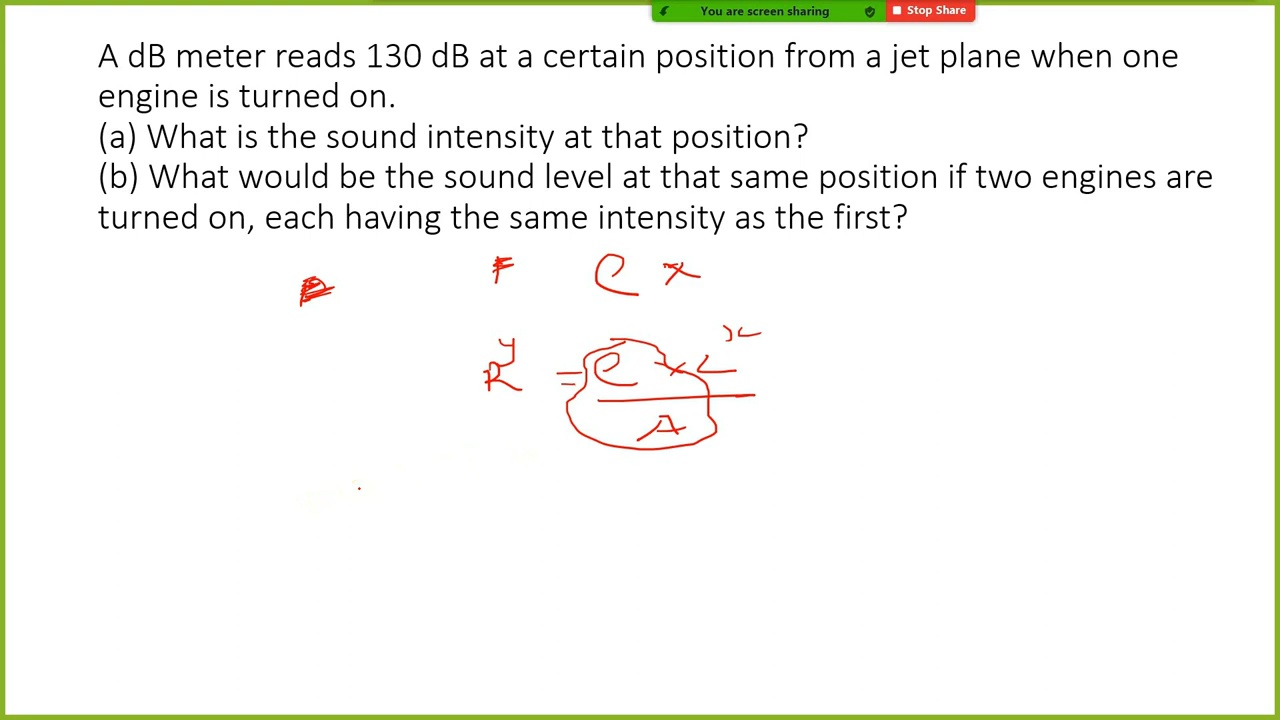 You are screen sharing Stop Share
A dB meter reads 130 dB at a certain position from a jet plane when one
engine is turned on.
(a) What is the sound intensity at that position?
(b) What would be the sound level at that same position if two engines are
turned on, each having the same intensity as the first?
R^y = e × L^x
A